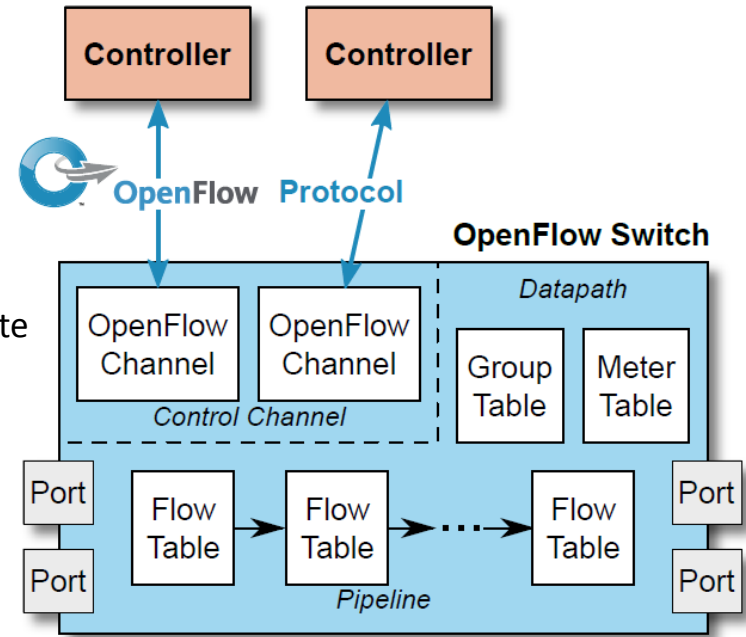 Controller
Controller
OpenFlow
Protocol
OpenFlow Switch
te
OpenFlow
Channel
OpenFlow
Channel
Control Channel
Datapath
Group
Table
Meter
Table
Port
Port
Flow
Table
Flow
Table
...
Flow
Table
Pipeline
Port
Port